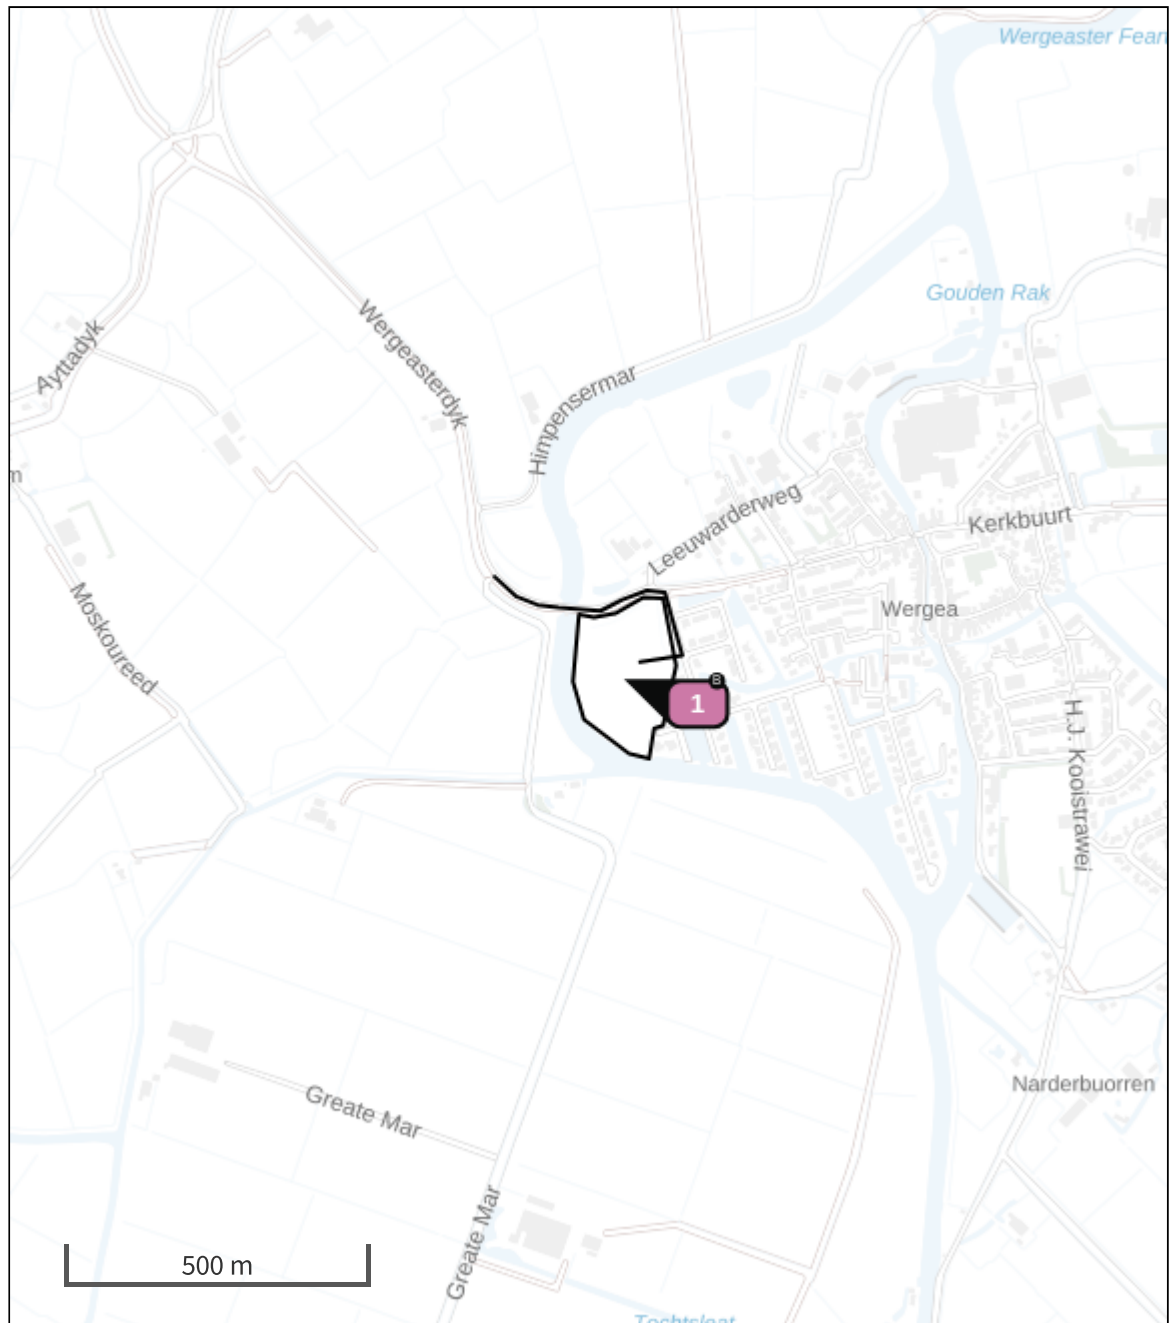 Wergeaster Fean
Gouden Rak
Wergeasterdyk
Ayttadyk
Himpensermar
m
Leeuwarderweg
Kerkbuurt
Moskoureed
Wergea
B
1
H.J. Kooistrawei
Narderbuorren
Greate Mar
Greate Mar
500 m
Tochtsleat